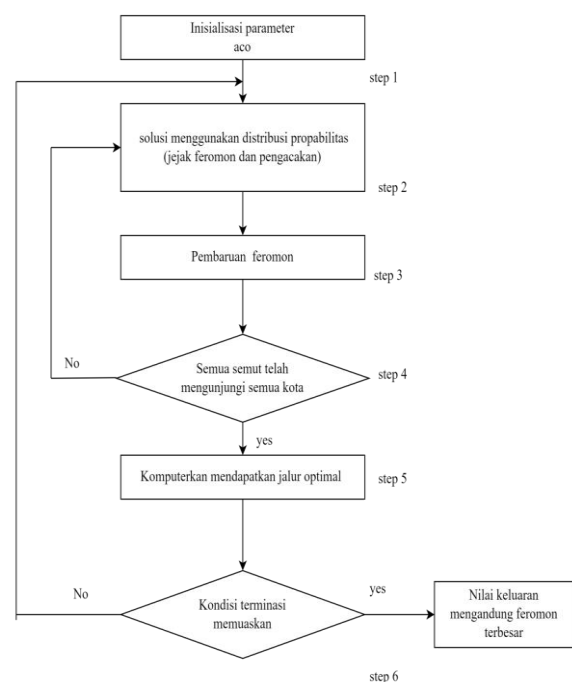 Inisialisasi parameter
aco
step 1
solusi menggunakan distribusi propabilitas
(jejak feromon dan pengacakan)
step 2
Pembaruan feromon
step 3
No
Semua semut telah
mengunjungi semua kota
step 4
yes
Komputerkan mendapatkan jalur optimal
step 5
No
Kondisi terminasi
memuaskan
yes
Nilai keluaran
mengandung feromon
terbesar
step 6